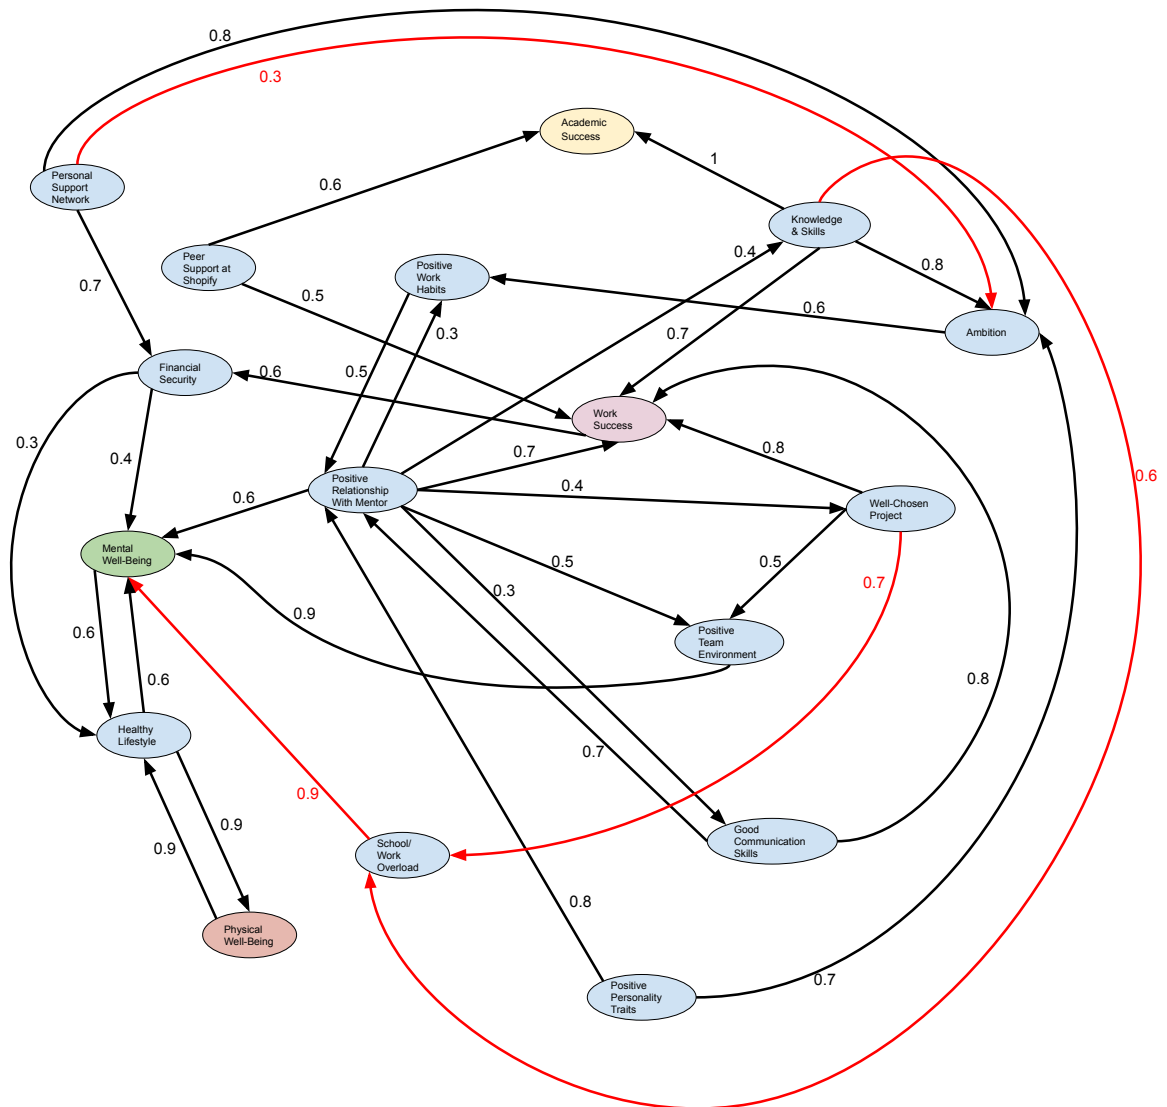 0.8
0.3
Academic
Success
1
Personal
Support
Network
0.6
Knowledge
& Skills
Peer
Support at
Shopify
Positive
Work
Habits
0.4
0.8
0.7
0.5
0.3
0.6
0.7
Ambition
Financial
Security
0.6
0.5
Work
Success
0.3
0.4
0.7
0.8
0.6
Positive
Relationship
With Mentor
0.6
0.4
Well-Chosen
Project
Mental
Well-Being
0.5
0.5
0.7
0.3
0.9
0.6
Positive
Team
Environment
0.6
0.8
Healthy
Lifestyle
0.7
0.9
0.9
0.9
School/
Work
Overload
Good
Communication
Skills
0.8
Physical
Well-Being
0.7
Positive
Personality
Traits